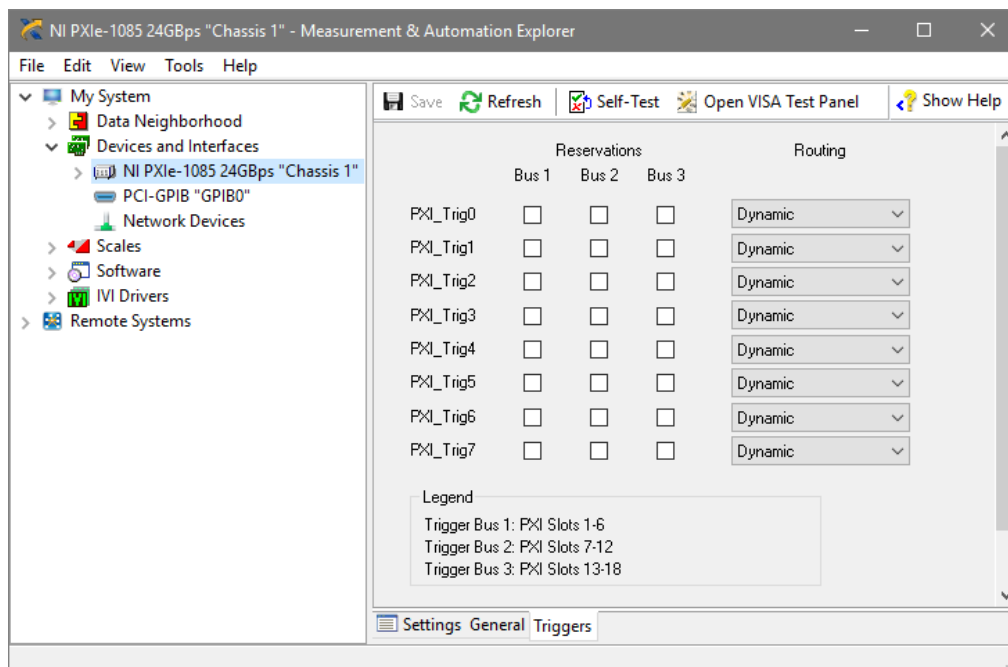 NI PXIe-1085 24GBps "Chassis 1" - Measurement & Automation Explorer
File Edit View Tools Help
My System
Data Neighborhood
Devices and Interfaces
NI PXIe-1085 24GBps "Chassis 1"
PCI-GPIB "GPIB0"
Network Devices
Scales
Software
IVI Drivers
Remote Systems
Save Refresh Self-Test Open VISA Test Panel Show Help
Reservations Routing
Bus 1 Bus 2 Bus 3
PXI_Trig0 Dynamic
PXI_Trig1 Dynamic
PXI_Trig2 Dynamic
PXI_Trig3 Dynamic
PXI_Trig4 Dynamic
PXI_Trig5 Dynamic
PXI_Trig6 Dynamic
PXI_Trig7 Dynamic
Legend
Trigger Bus 1: PXI Slots 1-6
Trigger Bus 2: PXI Slots 7-12
Trigger Bus 3: PXI Slots 13-18
Settings General Triggers